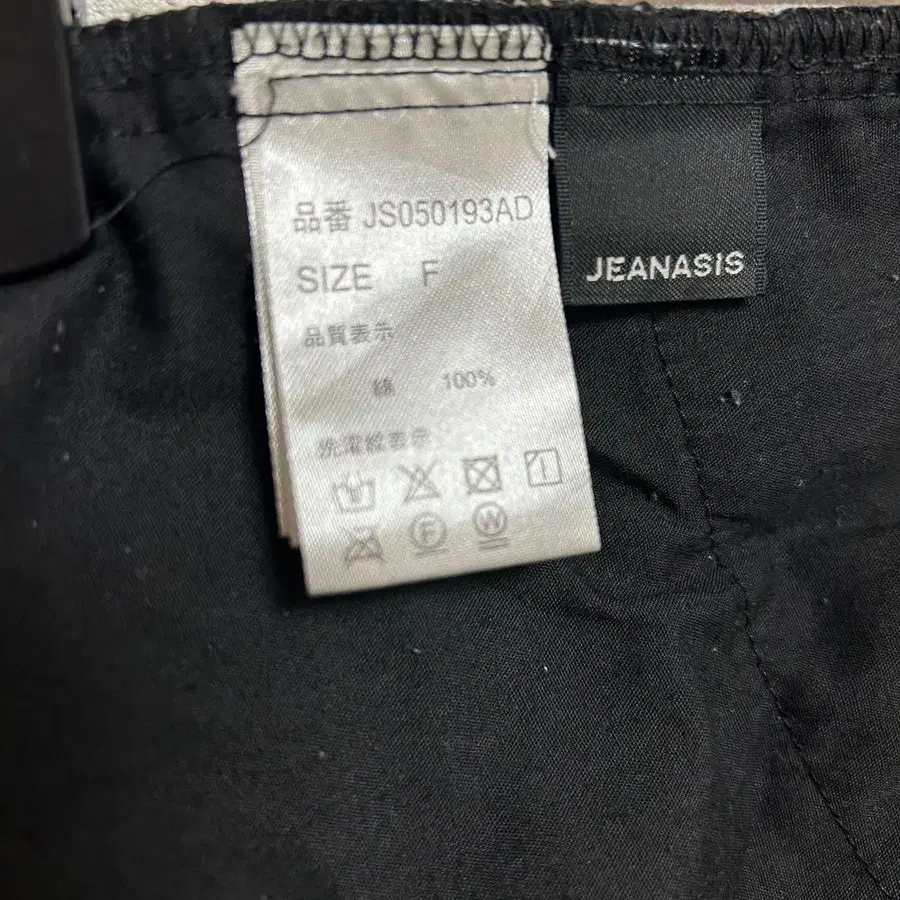 品番 JS050193AD
SIZE F
品質表示
綿 100%
洗濯絵表示
F W
JEANASIS